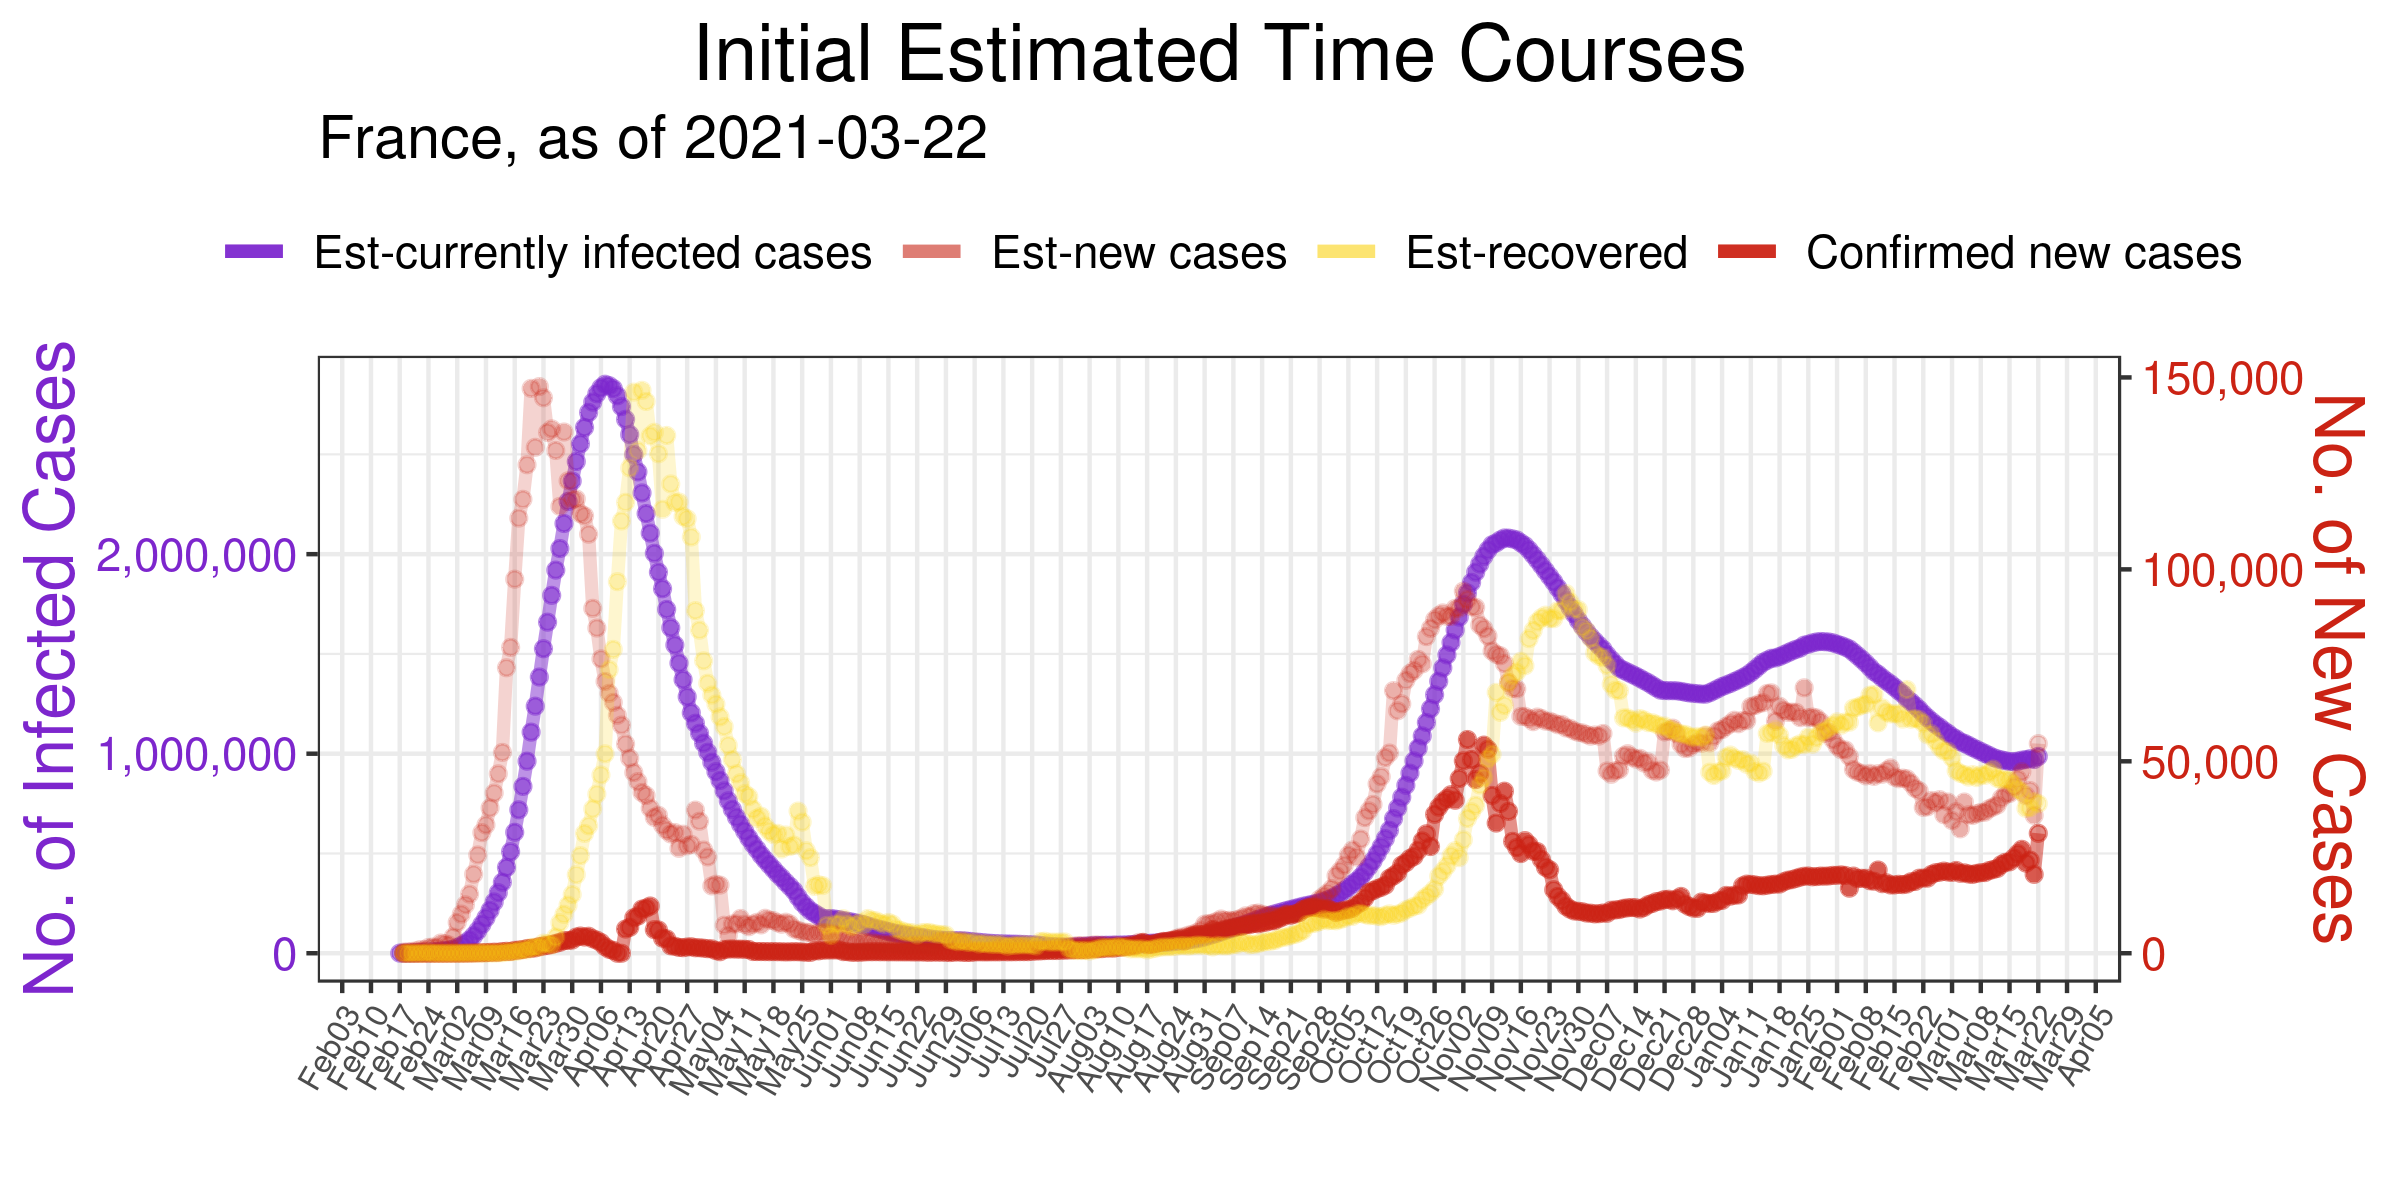 Initial Estimated Time Courses
France, as of 2021-03-22
Est-currently infected cases
Est-new cases
Est-recovered
Confirmed new cases
No. of Infected Cases
2,000,000
1,000,000
0
150,000
100,000
50,000
0
No. of New Cases
Feb03
Feb10
Feb17
Feb24
Mar02
Mar09
Mar16
Mar23
Mar30
Apr06
Apr13
Apr20
Apr27
May04
May11
May18
May25
Jun01
Jun08
Jun15
Jun22
Jun29
Jul06
Jul13
Jul20
Jul27
Aug03
Aug10
Aug17
Aug24
Aug31
Sep07
Sep14
Sep21
Sep28
Oct05
Oct12
Oct19
Oct26
Nov02
Nov09
Nov16
Nov23
Nov30
Dec07
Dec14
Dec21
Dec28
Jan04
Jan11
Jan18
Jan25
Feb01
Feb08
Feb15
Feb22
Mar01
Mar08
Mar15
Mar22
Mar29
Apr05